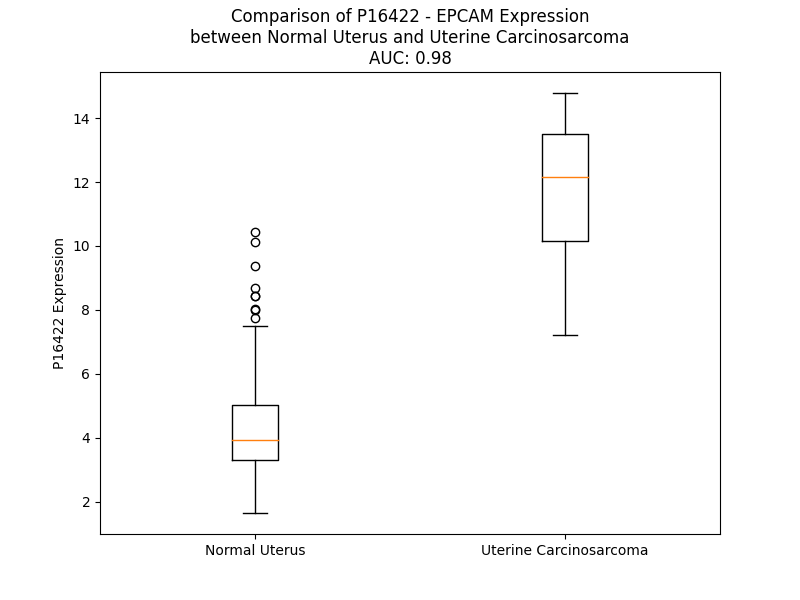 Comparison of P16422 - EPCAM Expression
between Normal Uterus and Uterine Carcinosarcoma
AUC: 0.98
14
12
10
8
6
4
2
P16422 Expression
Normal Uterus
Uterine Carcinosarcoma